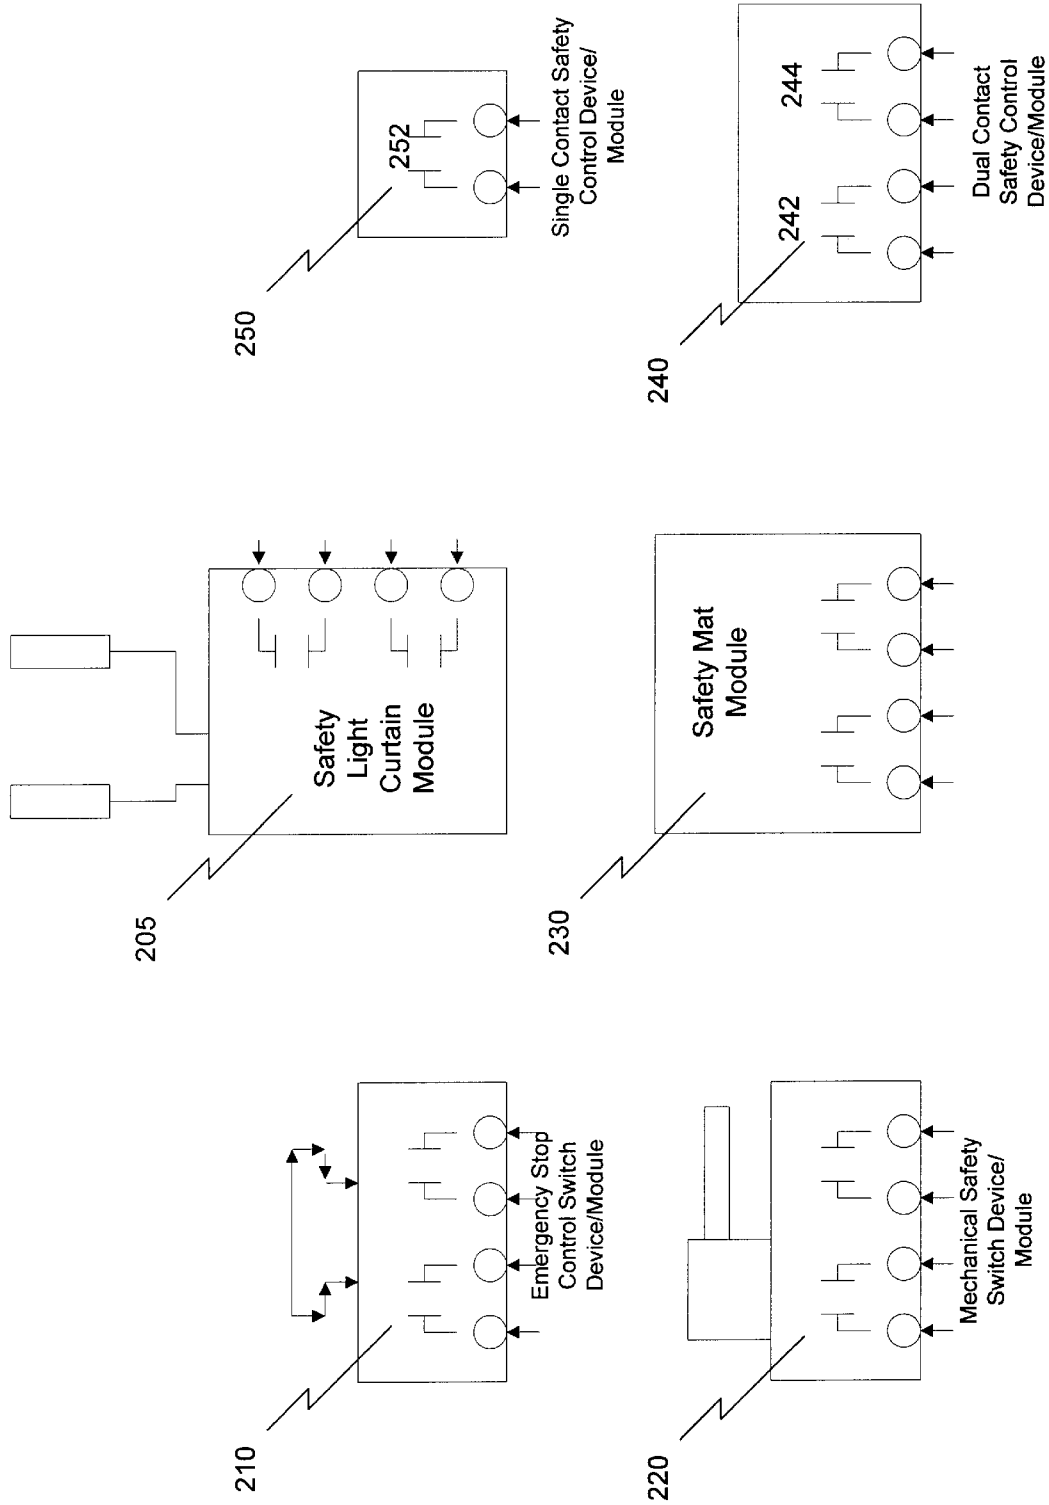 210
Emergency Stop
Control Switch
Device/Module
205
Safety
Light
Curtain
Module
250
252
Single Contact Safety
Control Device/
Module
220
Mechanical Safety
Switch Device/
Module
230
Safety Mat
Module
240
242
244
Dual Contact
Safety Control
Device/Module